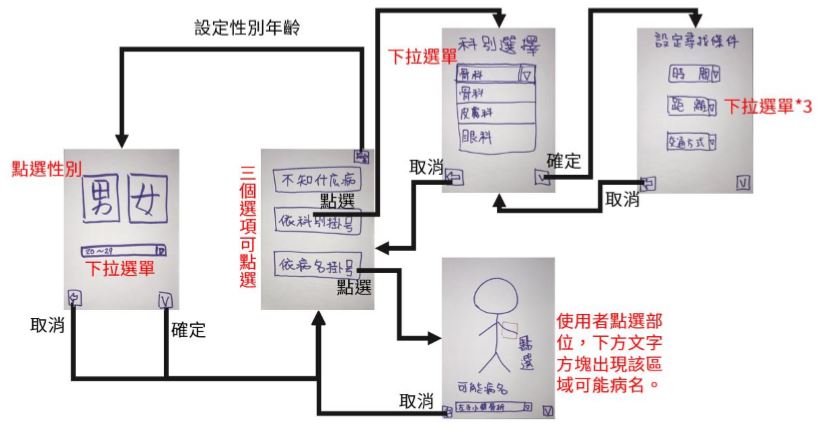 設定性別年齡
點選性別
男 女
20~29
下拉選單
取消
確定
三個選項可點選
不知什麼病
點選
依科別掛號
依病名掛號
點選
下拉選單
科別選擇
骨科
骨科
皮膚科
眼科
取消
確定
設定尋找條件
時間
距離
交通方式
下拉選單*3
取消
點選
可能病名
左手小臂骨折
取消
使用者點選部
位，下方文字
方塊出現該區
域可能病名。